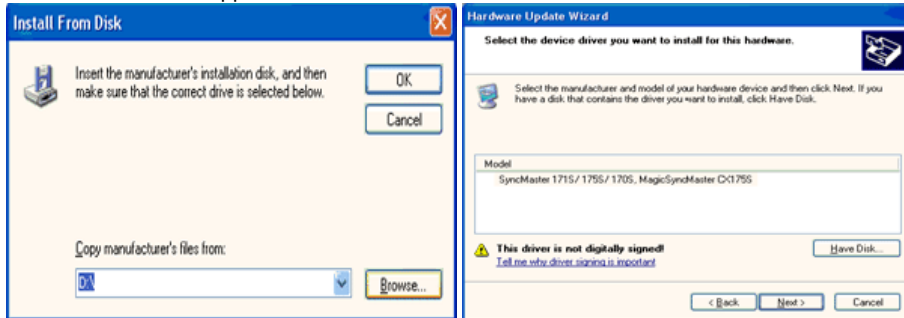 Install From Disk
Insert the manufacturer's installation disk, and then
make sure that the correct drive is selected below.
OK
Cancel
Copy manufacturer's files from:
D:\
Browse...
Hardware Update Wizard
Select the device driver you want to install for this hardware.
Select the manufacturer and model of your hardware device and then click Next. If you
have a disk that contains the driver you want to install, click Have Disk.
Model
SyncMaster 171S/ 175S/ 170S, MagicSyncMaster CX175S
This driver is not digitally signed!
Tell me why driver signing is important
Have Disk...
< Back
Next >
Cancel